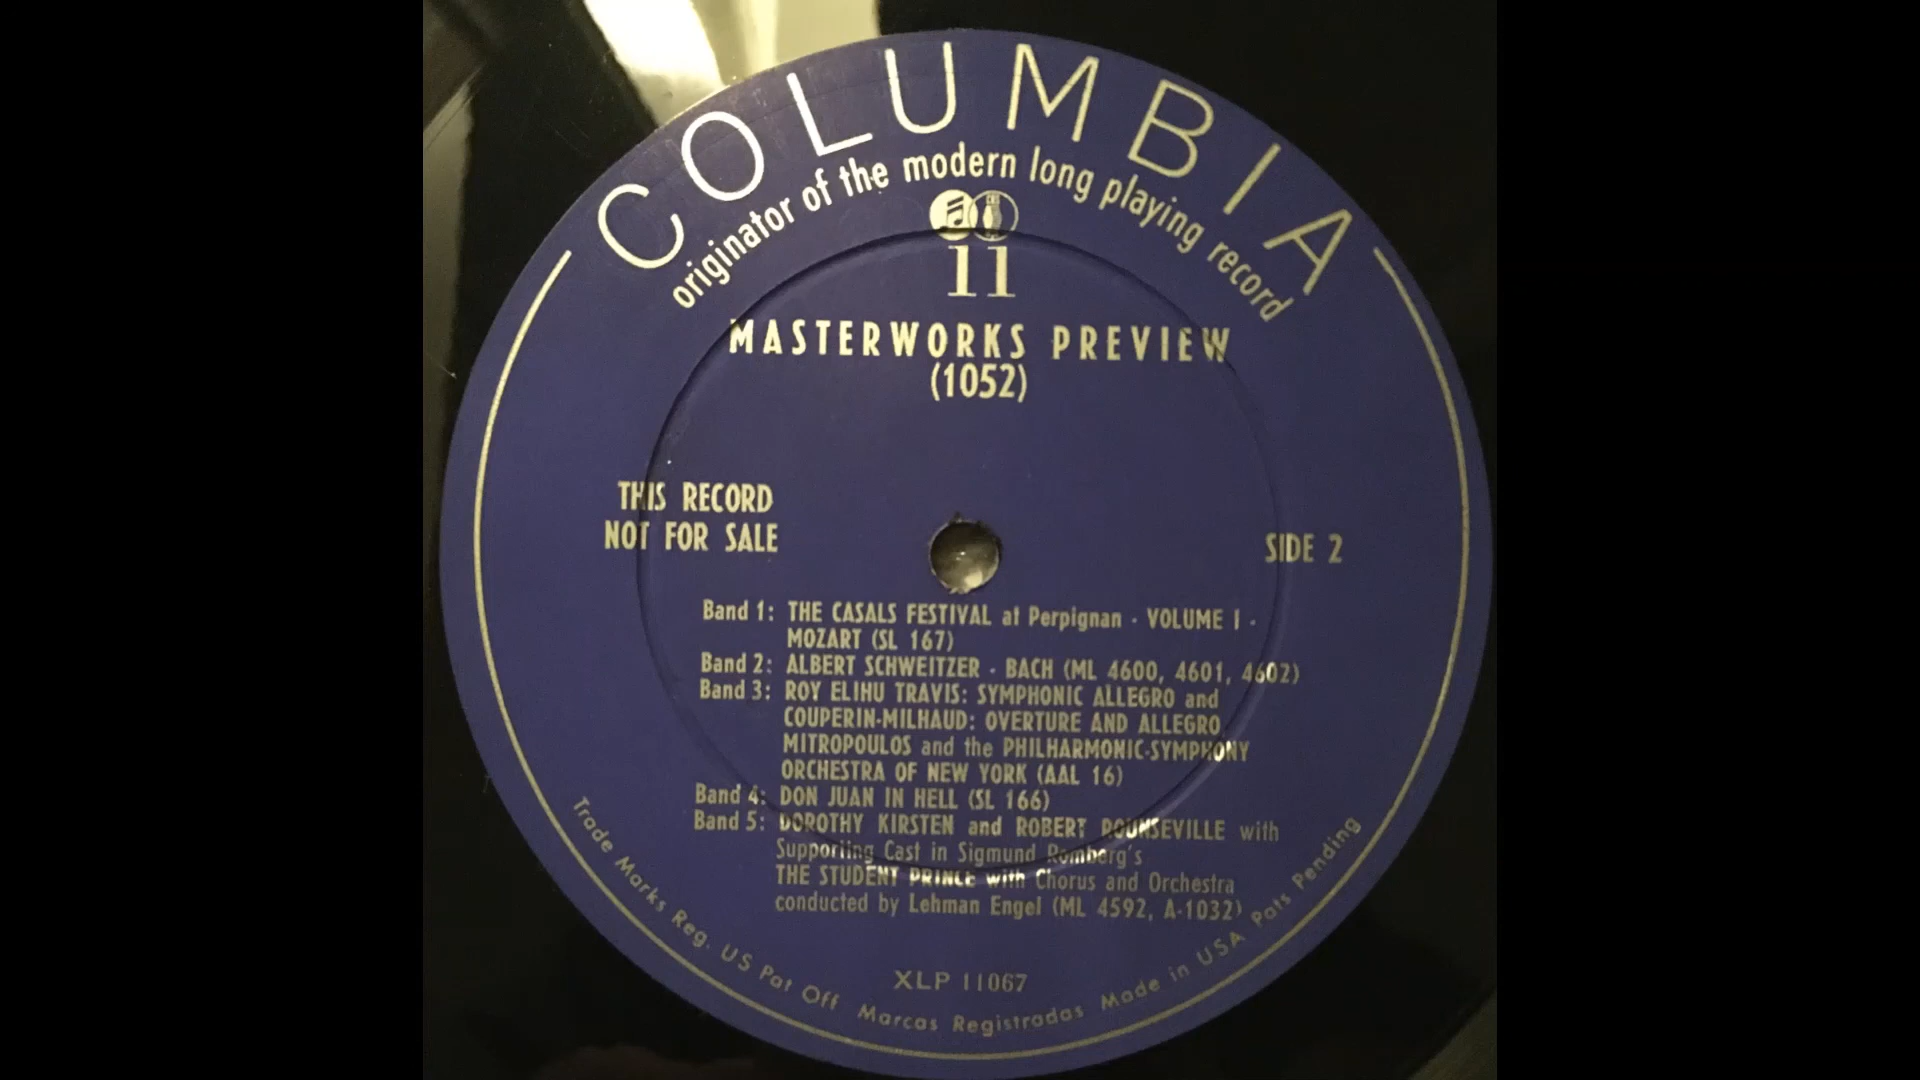 COLUMBIA
originator of the modern long playing record
CBS
11
MASTERWORKS PREVIEW
(1052)
THIS RECORD
NOT FOR SALE
SIDE 2
Band 1: THE CASALS FESTIVAL at Perpignan - VOLUME I -
MOZART (SL 167)
Band 2: ALBERT SCHWEITZER - BACH (ML 4600, 4601, 4602)
Band 3: ROY ELIHU TRAVIS: SYMPHONIC ALLEGRO and
COUPERIN-MILHAUD: OVERTURE AND ALLEGRO
MITROPOULOS and the PHILHARMONIC-SYMPHONY
ORCHESTRA OF NEW YORK (AAL 16)
Band 4: DON JUAN IN HELL (SL 166)
Band 5: DOROTHY KIRSTEN and ROBERT ROUNSEVILLE with
Supporting Cast in Sigmund Romberg's
THE STUDENT PRINCE with Chorus and Orchestra
conducted by Lehman Engel (ML 4592, A-1032)
XLP 11067
Trade Marks Reg. US Pat Off Marcas Registradas Made in USA Pats Pending